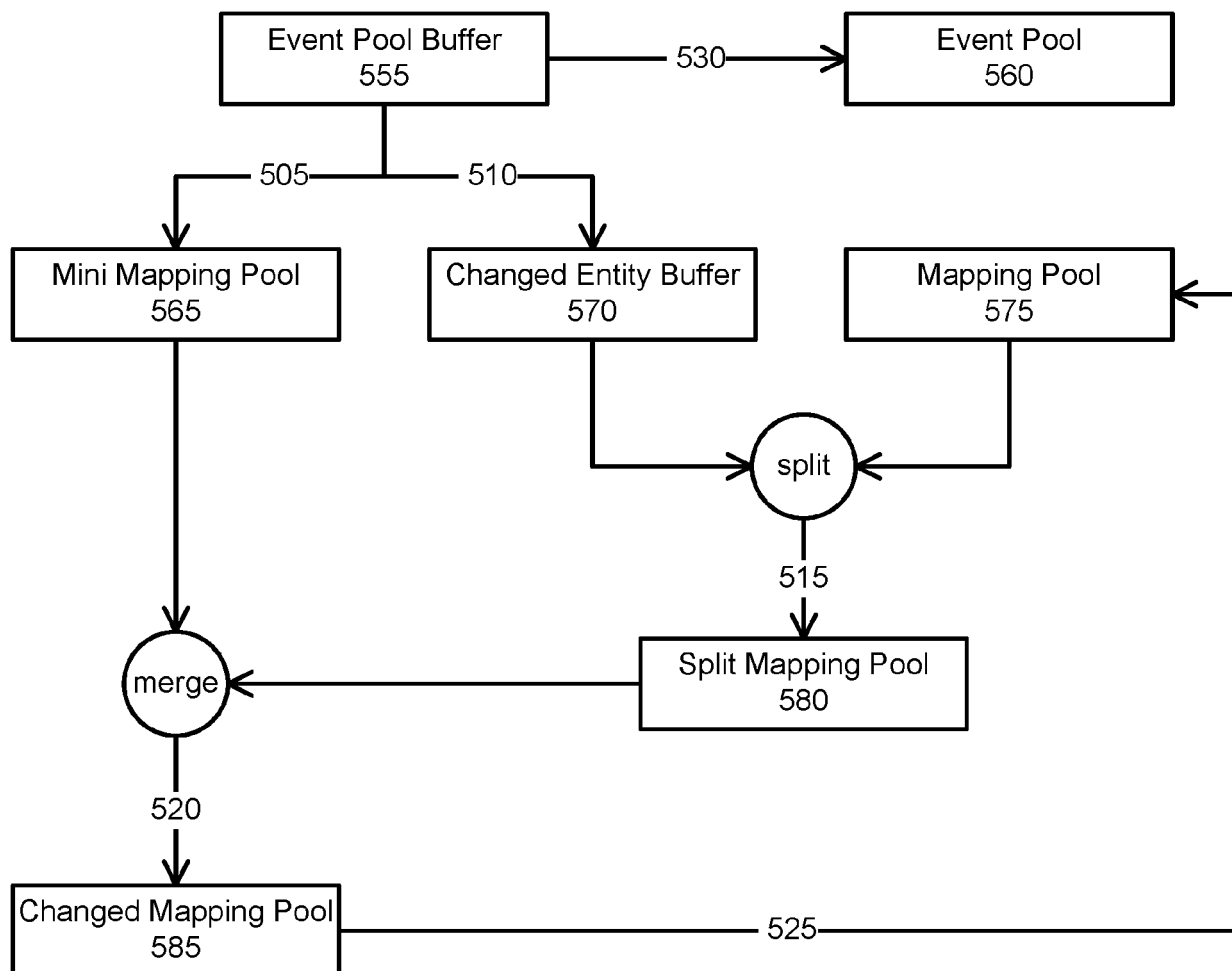 Event Pool Buffer
555
530
Event Pool
560
505
510
Mini Mapping Pool
565
Changed Entity Buffer
570
Mapping Pool
575
split
515
merge
Split Mapping Pool
580
520
Changed Mapping Pool
585
525